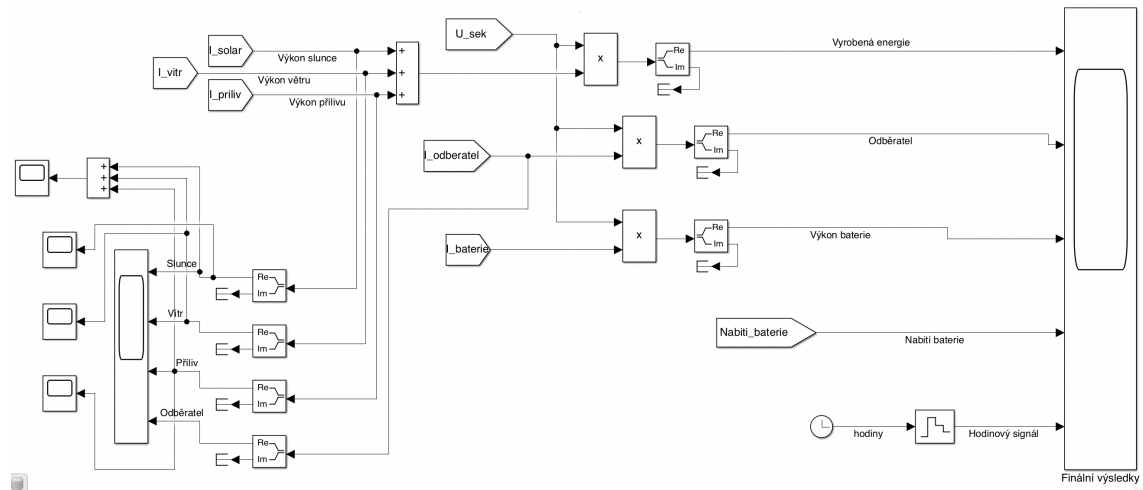 I_solar
Výkon slunce
I_vitr
Výkon větru
I_priliv
Výkon přílivu
+
+
+
U_sek
x
Re
Im
Vyrobená energie
I_odberatel
x
Re
Im
Odběratel
I_baterie
x
Re
Im
Výkon baterie
+
+
+
Slunce
Re
Im
Vítr
Re
Im
Příliv
Re
Im
Odběratel
Re
Im
Nabiti_baterie
Nabití baterie
hodiny
Hodinový signál
Finální výsledky